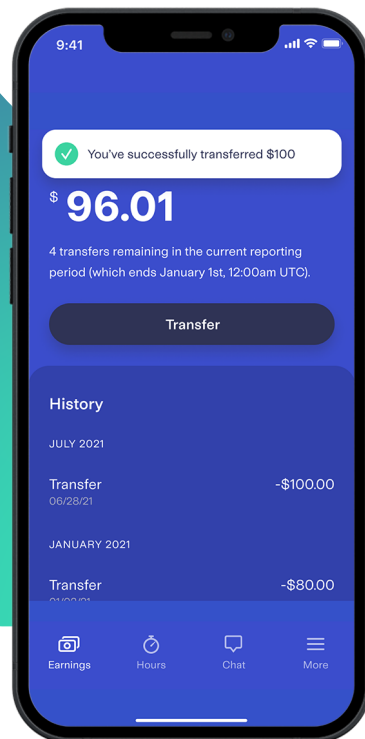 9:41
You've successfully transferred $100
$ 96.01
4 transfers remaining in the current reporting
period (which ends January 1st, 12:00am UTC).
Transfer
History
JULY 2021
Transfer -$100.00
06/28/21
JANUARY 2021
Transfer -$80.00
Earnings Hours Chat More